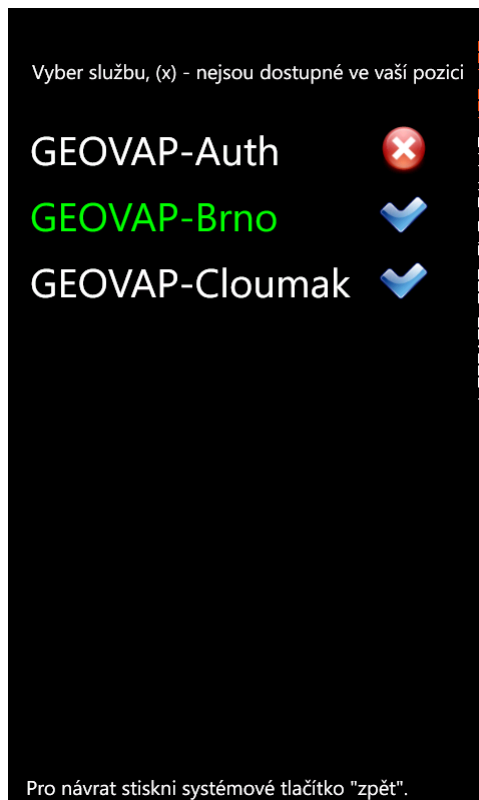 Vyber službu, (x) - nejsou dostupné ve vaší pozici
GEOVAP-Auth
GEOVAP-Brno
GEOVAP-Cloumak
Pro návrat stiskni systémové tlačítko "zpět".